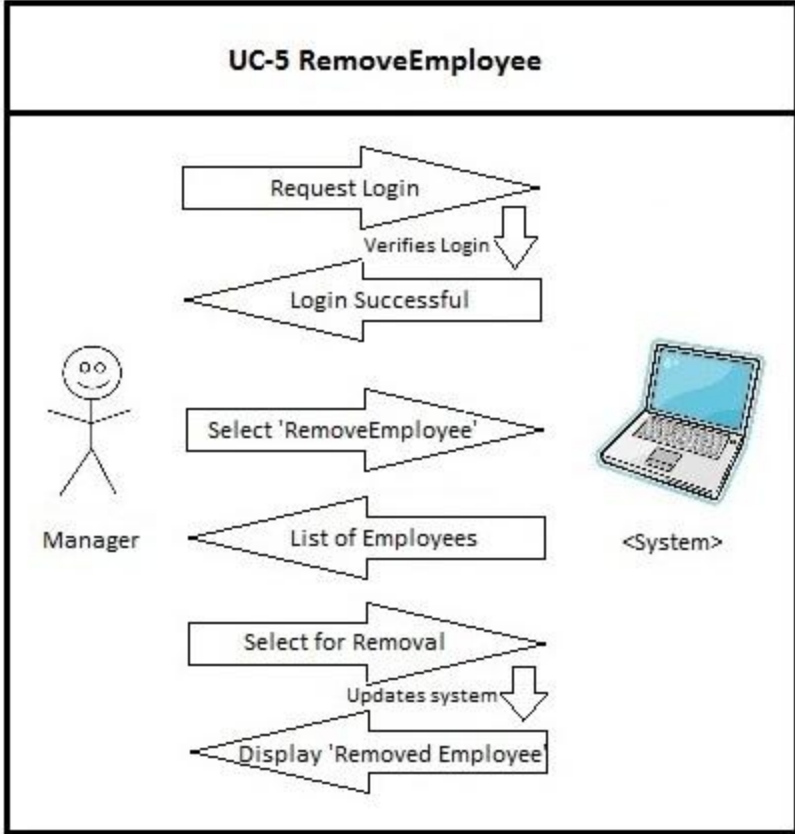 UC-5 RemoveEmployee
Request Login
Verifies Login
Login Successful
Select 'RemoveEmployee'
Manager
List of Employees
<System>
Select for Removal
Updates system
Display 'Removed Employee'